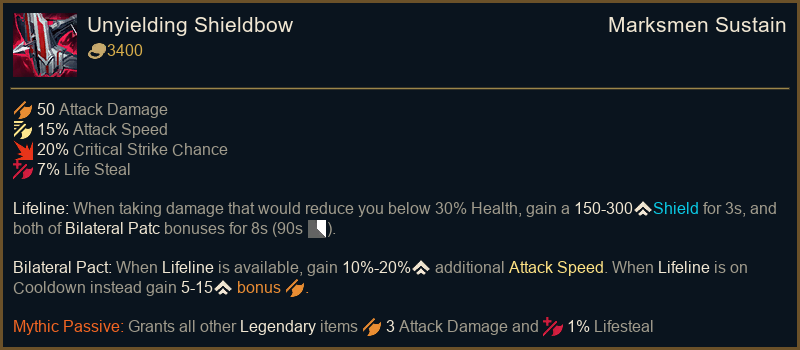 Unyielding Shieldbow
Marksmen Sustain
3400
50 Attack Damage
15% Attack Speed
20% Critical Strike Chance
7% Life Steal
Lifeline: When taking damage that would reduce you below 30% Health, gain a 150-300 Shield for 3s, and
both of Bilateral Patc bonuses for 8s (90s ).
Bilateral Pact: When Lifeline is available, gain 10%-20% additional Attack Speed. When Lifeline is on
Cooldown instead gain 5-15 bonus .
Mythic Passive: Grants all other Legendary items 3 Attack Damage and 1% Lifesteal